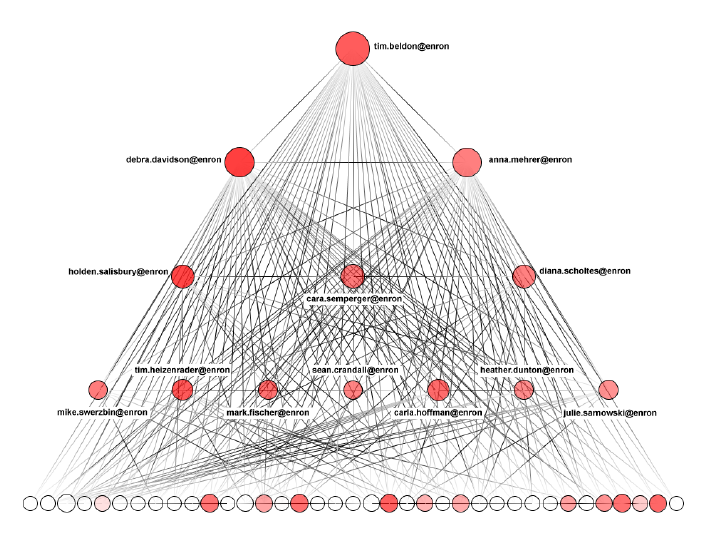 tim.beldon@enron
debra.davidson@enron
anna.mehrer@enron
holden.salisbury@enron
diana.scholtes@enron
cara.semperger@enron
tim.heizenrader@enron
sean.crandall@enron
heather.dunton@enron
mike.swerzbin@enron
mark.fischer@enron
carla.hoffman@enron
julie.sarnowski@enron